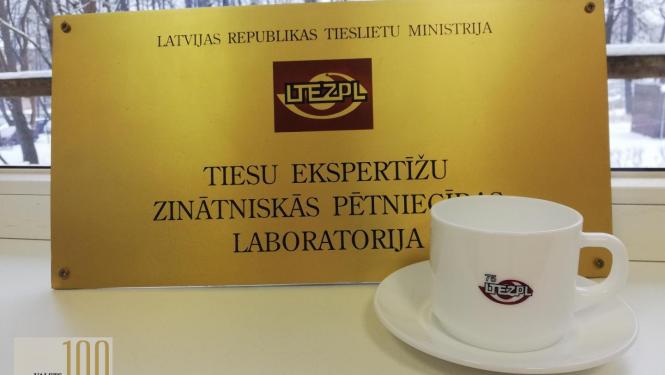 LATVIJAS REPUBLIKAS TIESLIETU MINISTRIJA
LTEZPL
TIESU EKSPERTĪŽU
ZINĀTNISKĀS PĒTNIECĪBAS
LABORATORIJA
75
LTEZPL
100